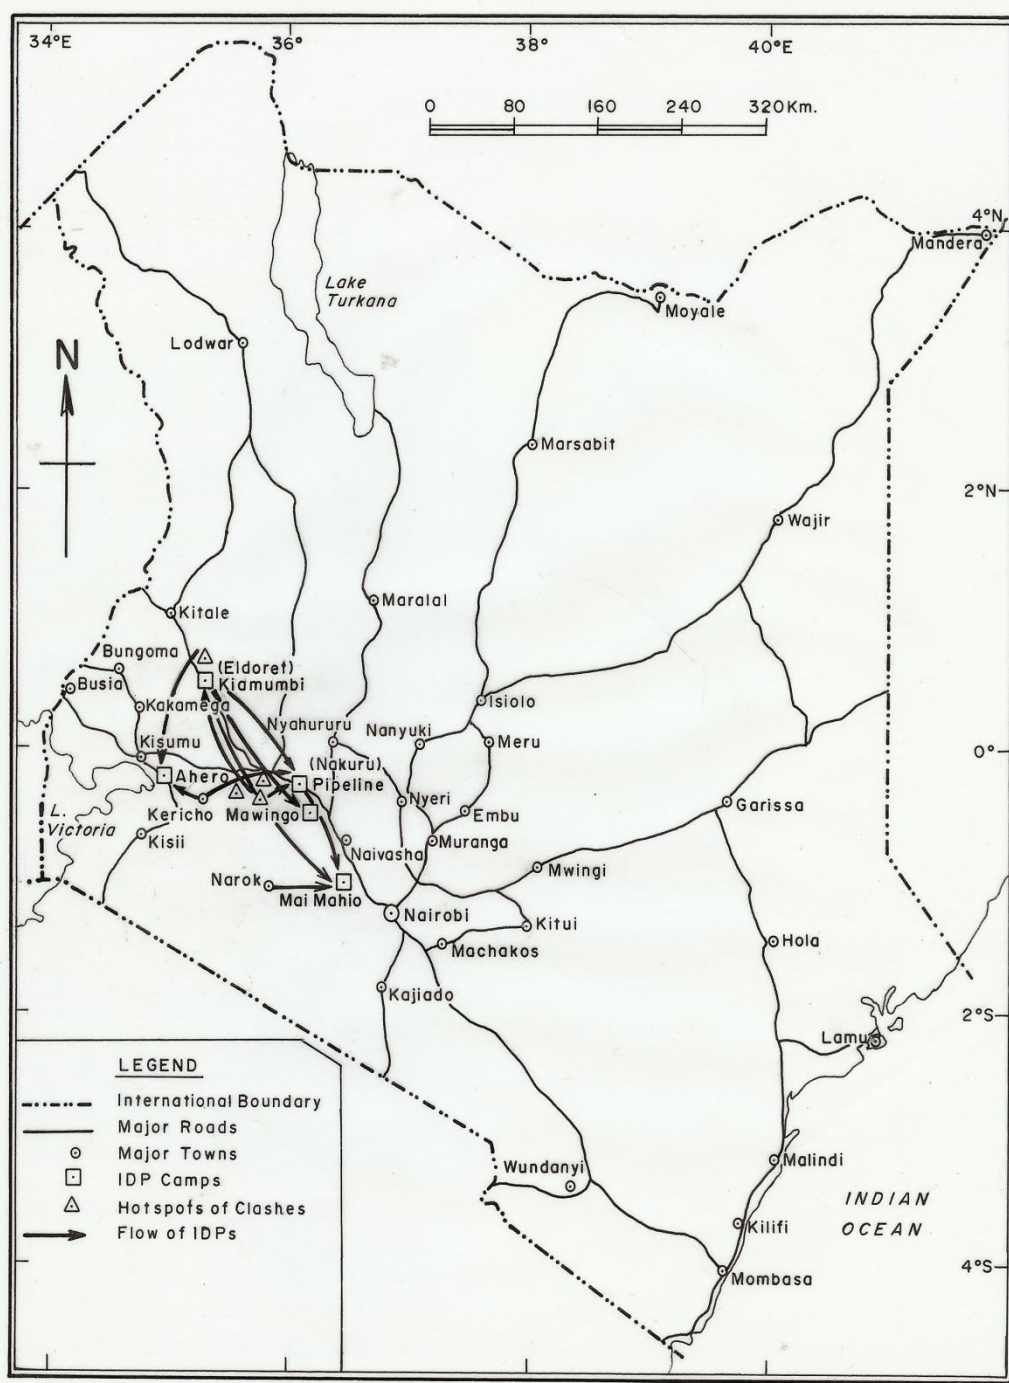 34°E
36°
38°
40°E
0 80 160 240 320 Km.
4°N
Mandera
Lake
Turkana
Moyale
Lodwar
N
Marsabit
2°N
Wajir
Maralal
Kitale
Bungoma
(Eldoret)
Kiamumbi
Busia
Kakamega
Isiolo
Nyahururu
Nanyuki
Meru
Kisumu
0°
(Nakuru)
Ahero
Pipeline
Nyeri
Garissa
L.
Victoria
Kericho
Mawingo
Embu
Kisii
Naivasha
Muranga
Mwingi
Narok
Mai Mahio
Nairobi
Kitui
Machakos
Hola
Kajiado
2°S
Lamu
LEGEND
International Boundary
Major Roads
Major Towns
IDP Camps
Hotspots of Clashes
Flow of IDPs
Wundanyi
Malindi
INDIAN
OCEAN
Kilifi
4°S
Mombasa